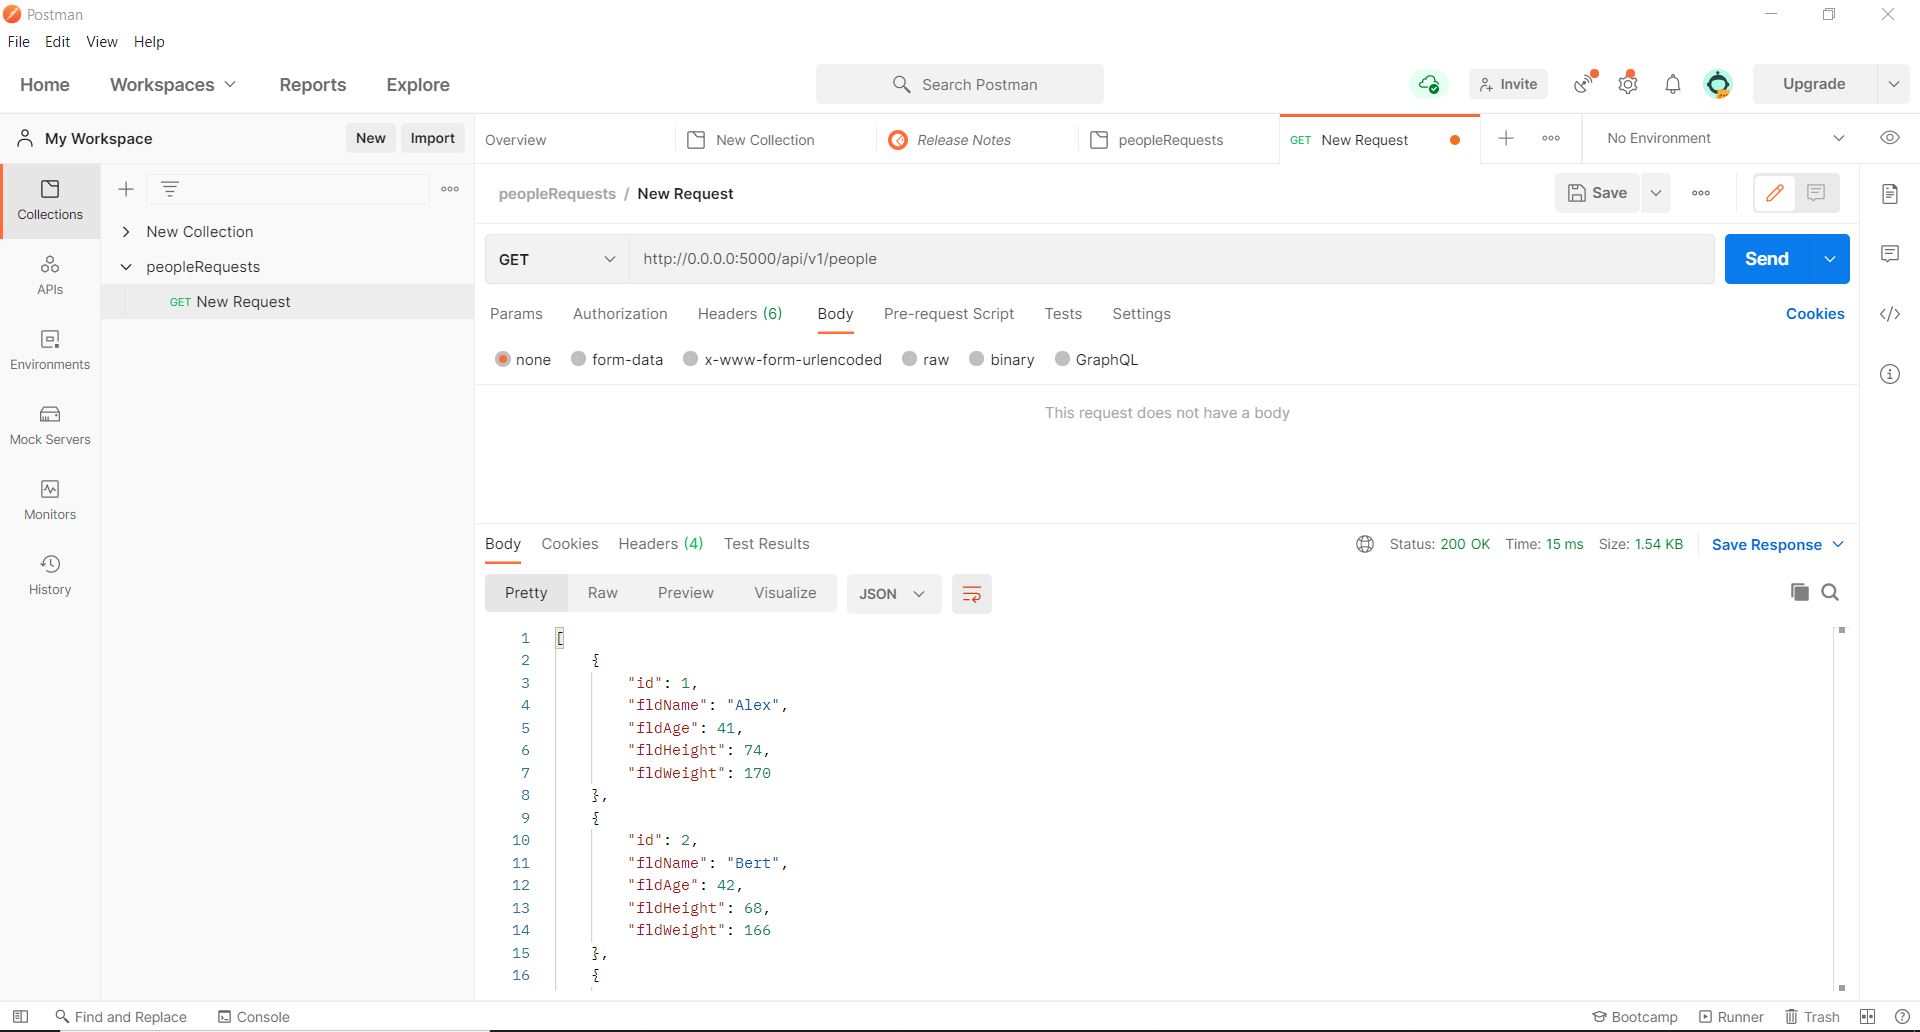 Postman
File Edit View Help
Home Workspaces Reports Explore Search Postman Invite Upgrade
My Workspace New Import Overview New Collection Release Notes peopleRequests GET New Request No Environment
Collections
APIs
Environments
Mock Servers
Monitors
History
New Collection
peopleRequests
GET New Request
peopleRequests / New Request Save
GET http://0.0.0.0:5000/api/v1/people Send
Params Authorization Headers (6) Body Pre-request Script Tests Settings Cookies
none form-data x-www-form-urlencoded raw binary GraphQL
This request does not have a body
Body Cookies Headers (4) Test Results Status: 200 OK Time: 15 ms Size: 1.54 KB Save Response
Pretty Raw Preview Visualize JSON
1 [
2 {
3 "id": 1,
4 "fldName": "Alex",
5 "fldAge": 41,
6 "fldHeight": 74,
7 "fldWeight": 170
8 },
9 {
10 "id": 2,
11 "fldName": "Bert",
12 "fldAge": 42,
13 "fldHeight": 68,
14 "fldWeight": 166
15 },
16 {
Find and Replace Console Bootcamp Runner Trash